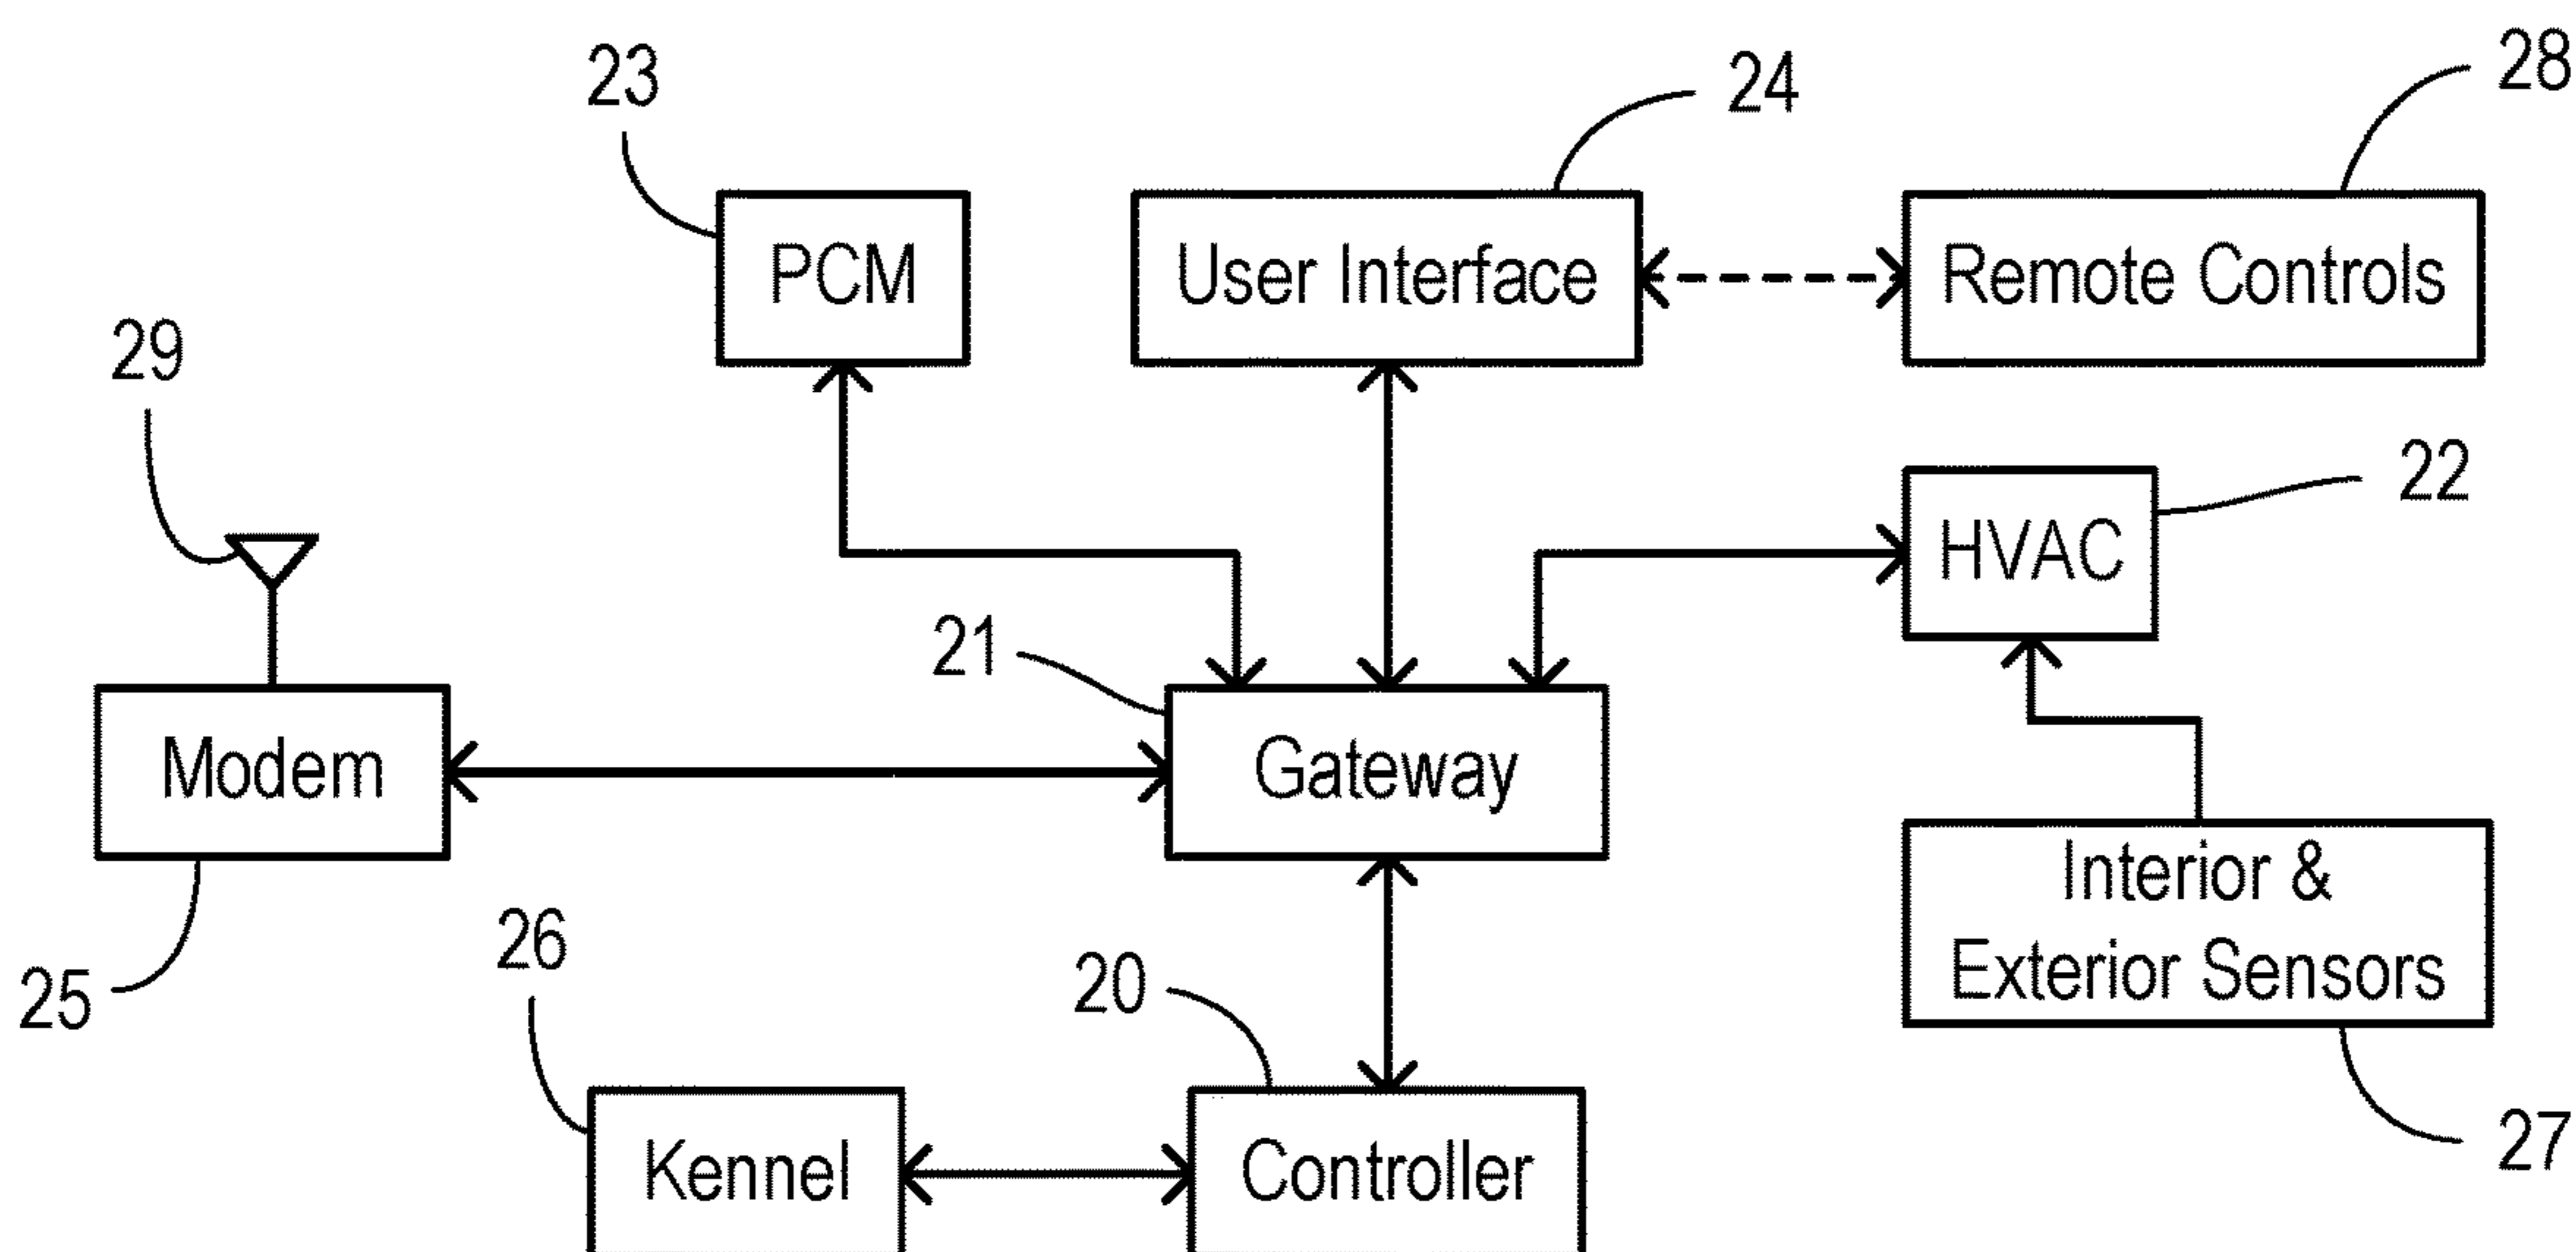 23
24
28
PCM
User Interface
Remote Controls
29
22
HVAC
21
Modem
Gateway
Interior &
Exterior Sensors
25
26
20
27
Kennel
Controller